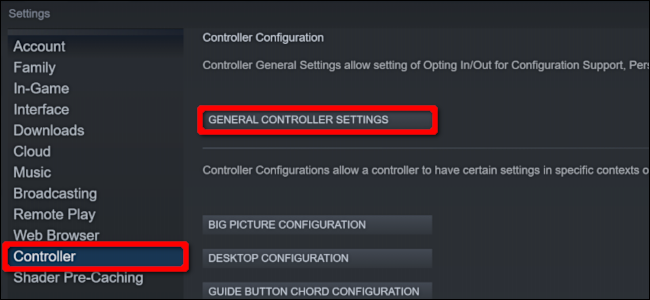 Settings
Account
Family
In-Game
Interface
Downloads
Cloud
Music
Broadcasting
Remote Play
Web Browser
Controller
Shader Pre-Caching
Controller Configuration
Controller General Settings allow setting of Opting In/Out for Configuration Support, Pers
GENERAL CONTROLLER SETTINGS
Controller Configurations allow a controller to have certain settings in specific contexts o
BIG PICTURE CONFIGURATION
DESKTOP CONFIGURATION
GUIDE BUTTON CHORD CONFIGURATION